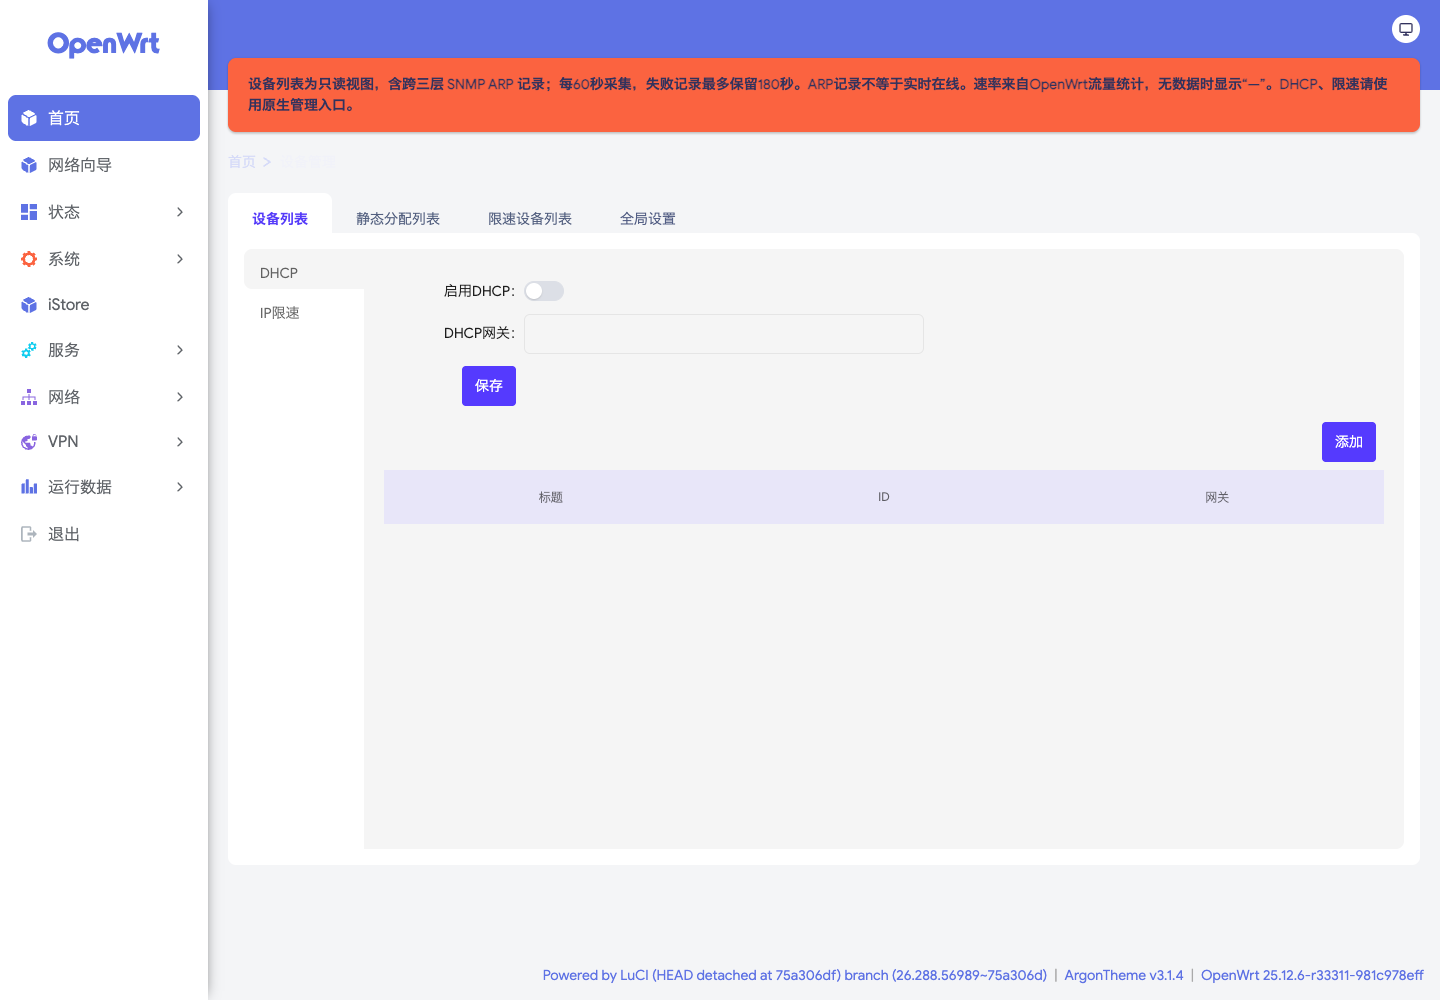 OpenWrt
首页
网络向导
状态
系统
iStore
服务
网络
VPN
运行数据
退出
设备列表为只读视图，含跨三层 SNMP ARP 记录；每60秒采集，失败记录最多保留180秒。ARP记录不等于实时在线。速率来自OpenWrt流量统计，无数据时显示“—”。DHCP、限速请使
用原生管理入口。
首页 >
设备列表
静态分配列表
限速设备列表
全局设置
DHCP
IP限速
启用DHCP：
DHCP网关：
保存
添加
标题 ID 网关
Powered by LuCI (HEAD detached at 75a306df) branch (26.288.56989~75a306d) | ArgonTheme v3.1.4 | OpenWrt 25.12.6-r33311-981c978eff